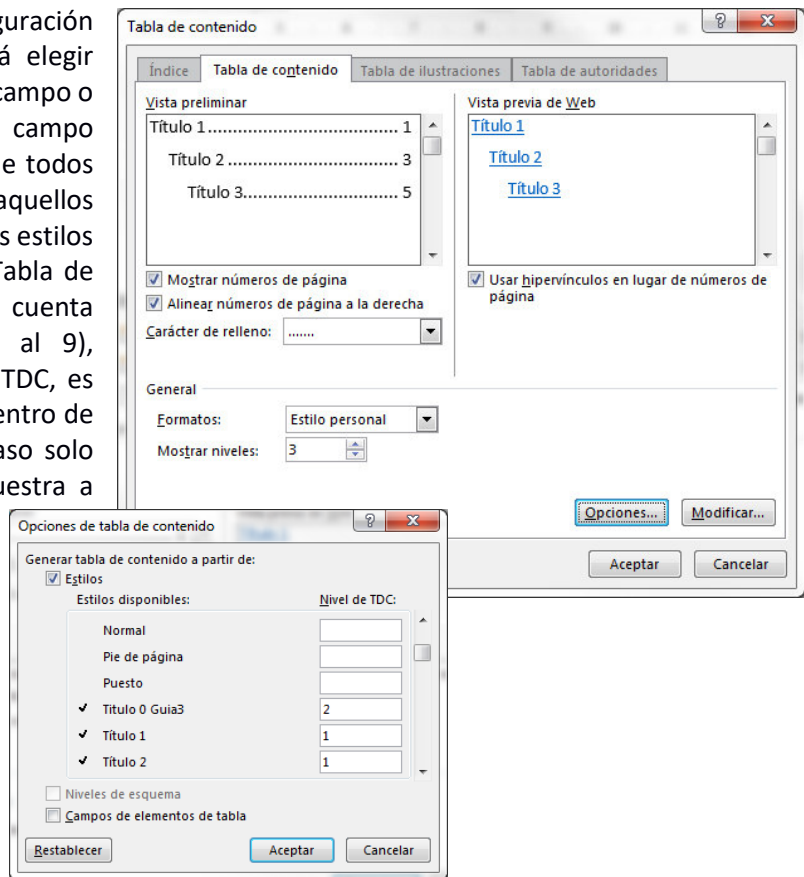 guración
á elegir
campo o
campo
e todos
aquellos
s estilos
Tabla de
cuenta
al 9),
TDC, es
entro de
aso solo
uestra a
Tabla de contenido
Índice Tabla de contenido Tabla de ilustraciones Tabla de autoridades
Vista preliminar
Título 1...................................... 1
Título 2 .................................. 3
Título 3............................... 5
Vista previa de Web
Título 1
Título 2
Título 3
Mostrar números de página
Alinear números de página a la derecha
Carácter de relleno: .......
Usar hipervínculos en lugar de números de
página
General
Formatos: Estilo personal
Mostrar niveles: 3
Opciones... Modificar...
Aceptar Cancelar
Opciones de tabla de contenido
Generar tabla de contenido a partir de:
Estilos
Estilos disponibles: Nivel de TDC:
Normal
Pie de página
Puesto
Titulo 0 Guia3 2
Título 1 1
Título 2 1
Niveles de esquema
Campos de elementos de tabla
Restablecer Aceptar Cancelar